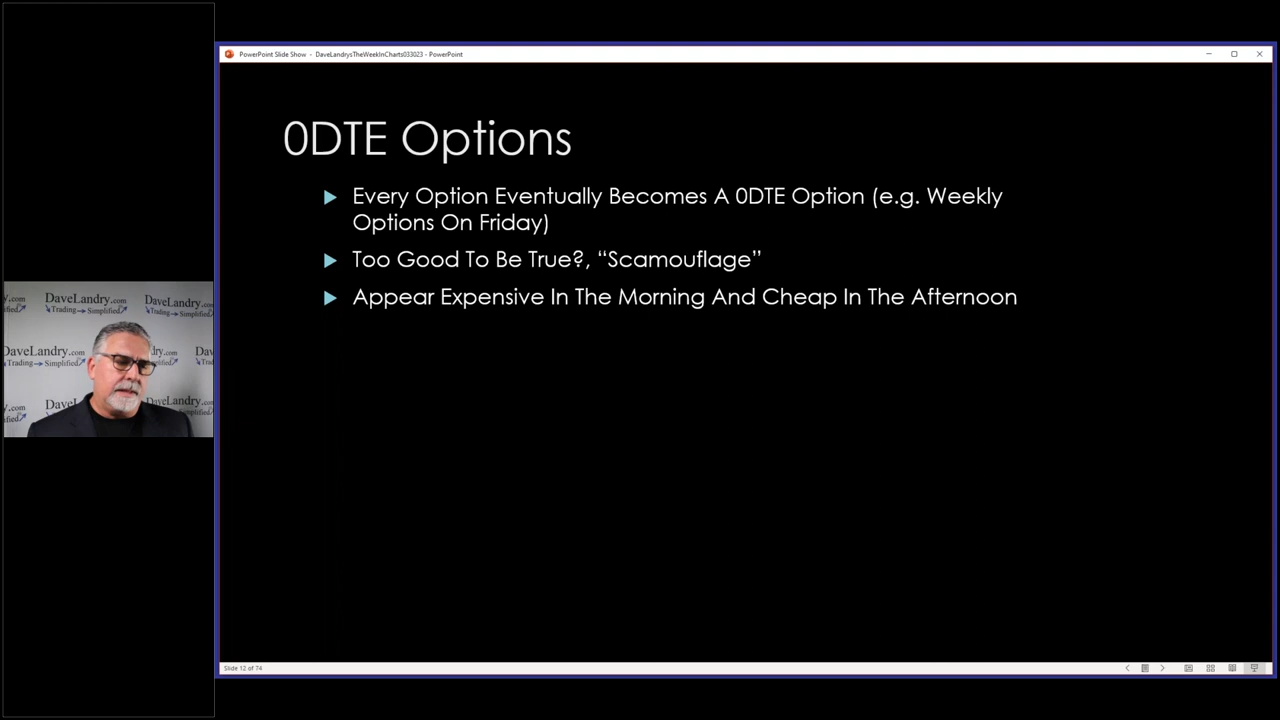 PowerPoint Slide Show - DaveLandrysTheWeekInCharts033023 - PowerPoint
0DTE Options
Every Option Eventually Becomes A 0DTE Option (e.g. Weekly
Options On Friday)
Too Good To Be True?, “Scamouflage”
Appear Expensive In The Morning And Cheap In The Afternoon
DaveLandry.com
Trading Simplified
Slide 12 of 74